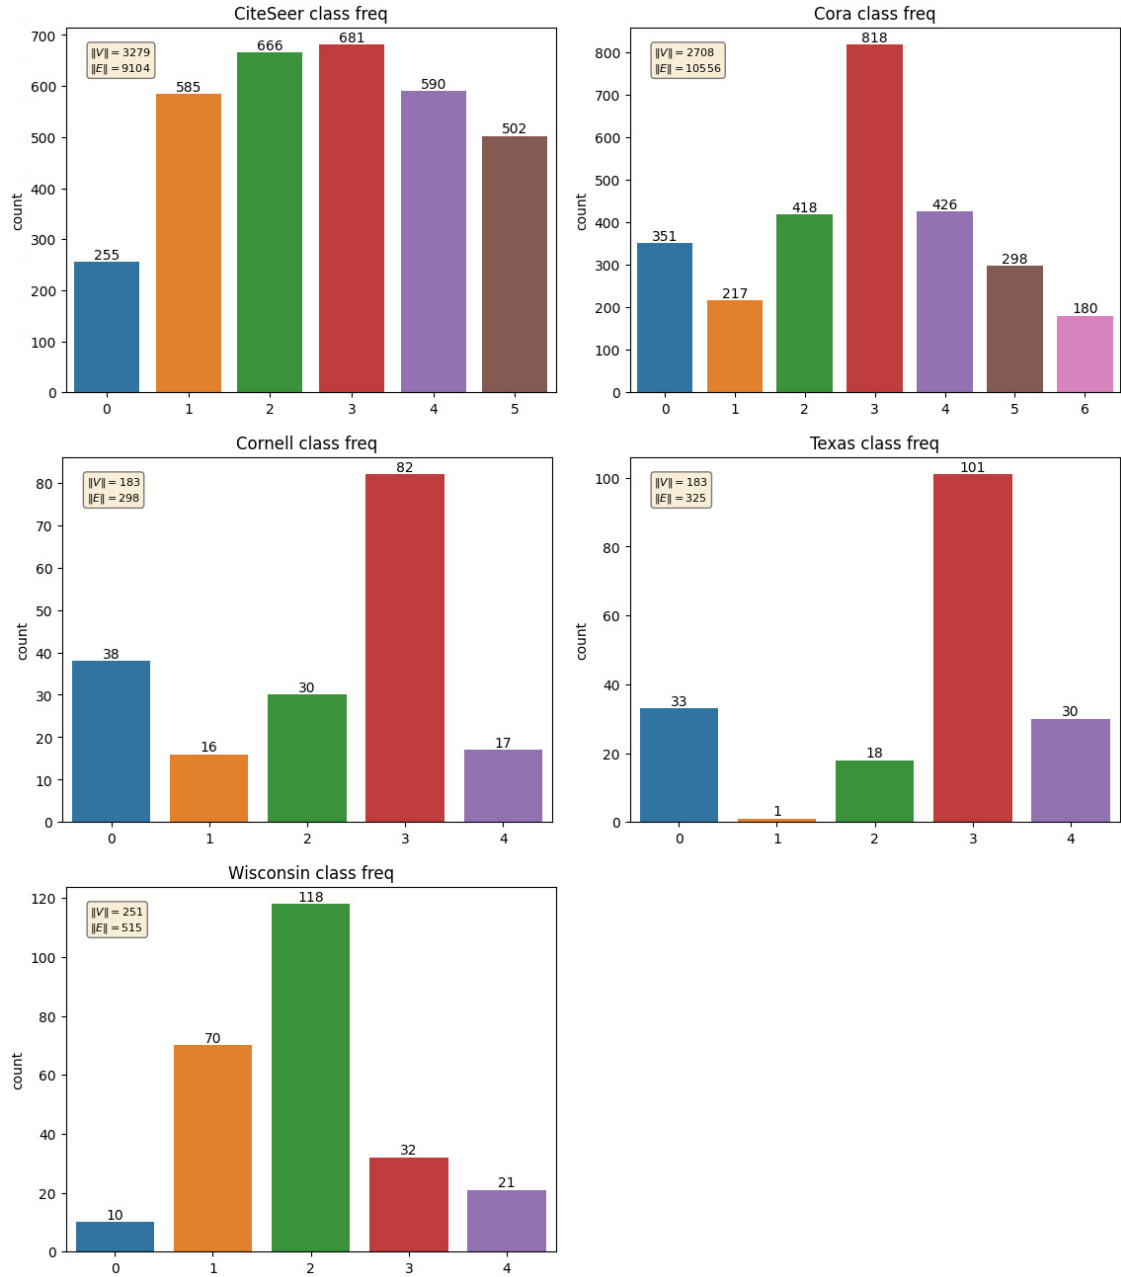 CiteSeer class freq
‖V‖ = 3279
‖E‖ = 9104
count
700
600
500
400
300
200
100
0
255
585
666
681
590
502
0 1 2 3 4 5
Cora class freq
‖V‖ = 2708
‖E‖ = 10556
count
800
700
600
500
400
300
200
100
0
351
217
418
818
426
298
180
0 1 2 3 4 5 6
Cornell class freq
‖V‖ = 183
‖E‖ = 298
count
80
70
60
50
40
30
20
10
0
38
16
30
82
17
0 1 2 3 4
Texas class freq
‖V‖ = 183
‖E‖ = 325
count
100
80
60
40
20
0
33
1
18
101
30
0 1 2 3 4
Wisconsin class freq
‖V‖ = 251
‖E‖ = 515
count
120
100
80
60
40
20
0
10
70
118
32
21
0 1 2 3 4